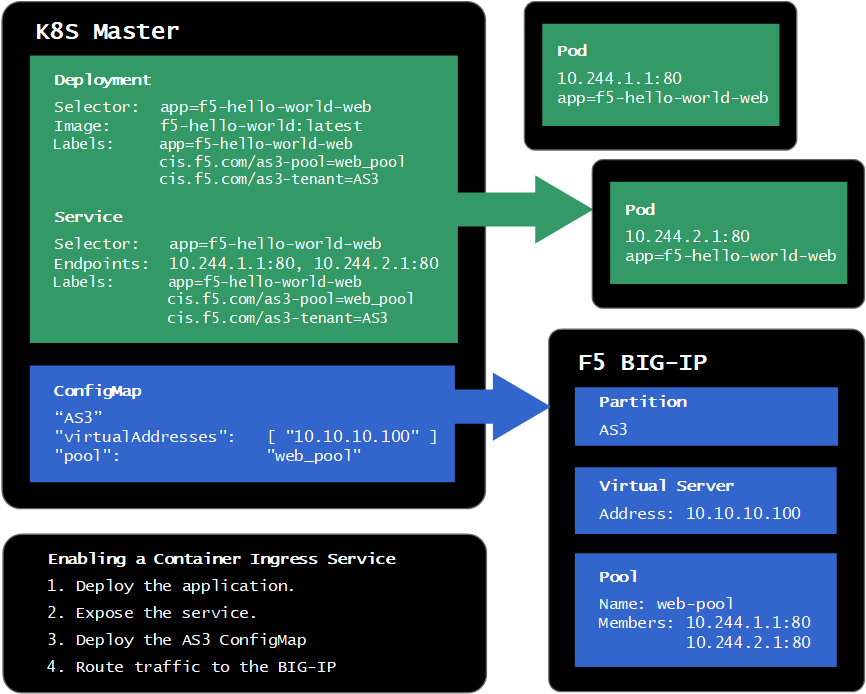 K8S Master
Deployment
Selector: app=f5-hello-world-web
Image: f5-hello-world:latest
Labels: app=f5-hello-world-web
cis.f5.com/as3-pool=web_pool
cis.f5.com/as3-tenant=AS3
Service
Selector: app=f5-hello-world-web
Endpoints: 10.244.1.1:80, 10.244.2.1:80
Labels: app=f5-hello-world-web
cis.f5.com/as3-pool=web_pool
cis.f5.com/as3-tenant=AS3
ConfigMap
“AS3”
"virtualAddresses": [ "10.10.10.100" ]
"pool": "web_pool"
Enabling a Container Ingress Service
1. Deploy the application.
2. Expose the service.
3. Deploy the AS3 ConfigMap
4. Route traffic to the BIG-IP
Pod
10.244.1.1:80
app=f5-hello-world-web
Pod
10.244.2.1:80
app=f5-hello-world-web
F5 BIG-IP
Partition
AS3
Virtual Server
Address: 10.10.10.100
Pool
Name: web-pool
Members: 10.244.1.1:80
10.244.2.1:80